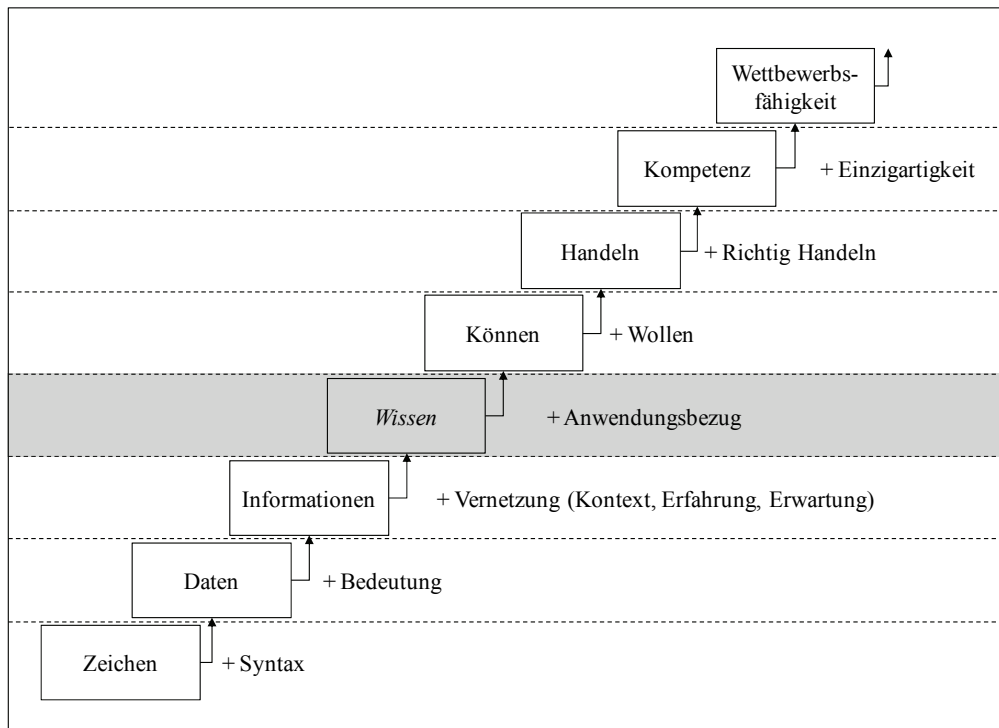 Wettbewerbs-
fähigkeit
Kompetenz
+ Einzigartigkeit
Handeln
+ Richtig Handeln
Können
+ Wollen
Wissen
+ Anwendungsbezug
Informationen
+ Vernetzung (Kontext, Erfahrung, Erwartung)
Daten
+ Bedeutung
Zeichen
+ Syntax